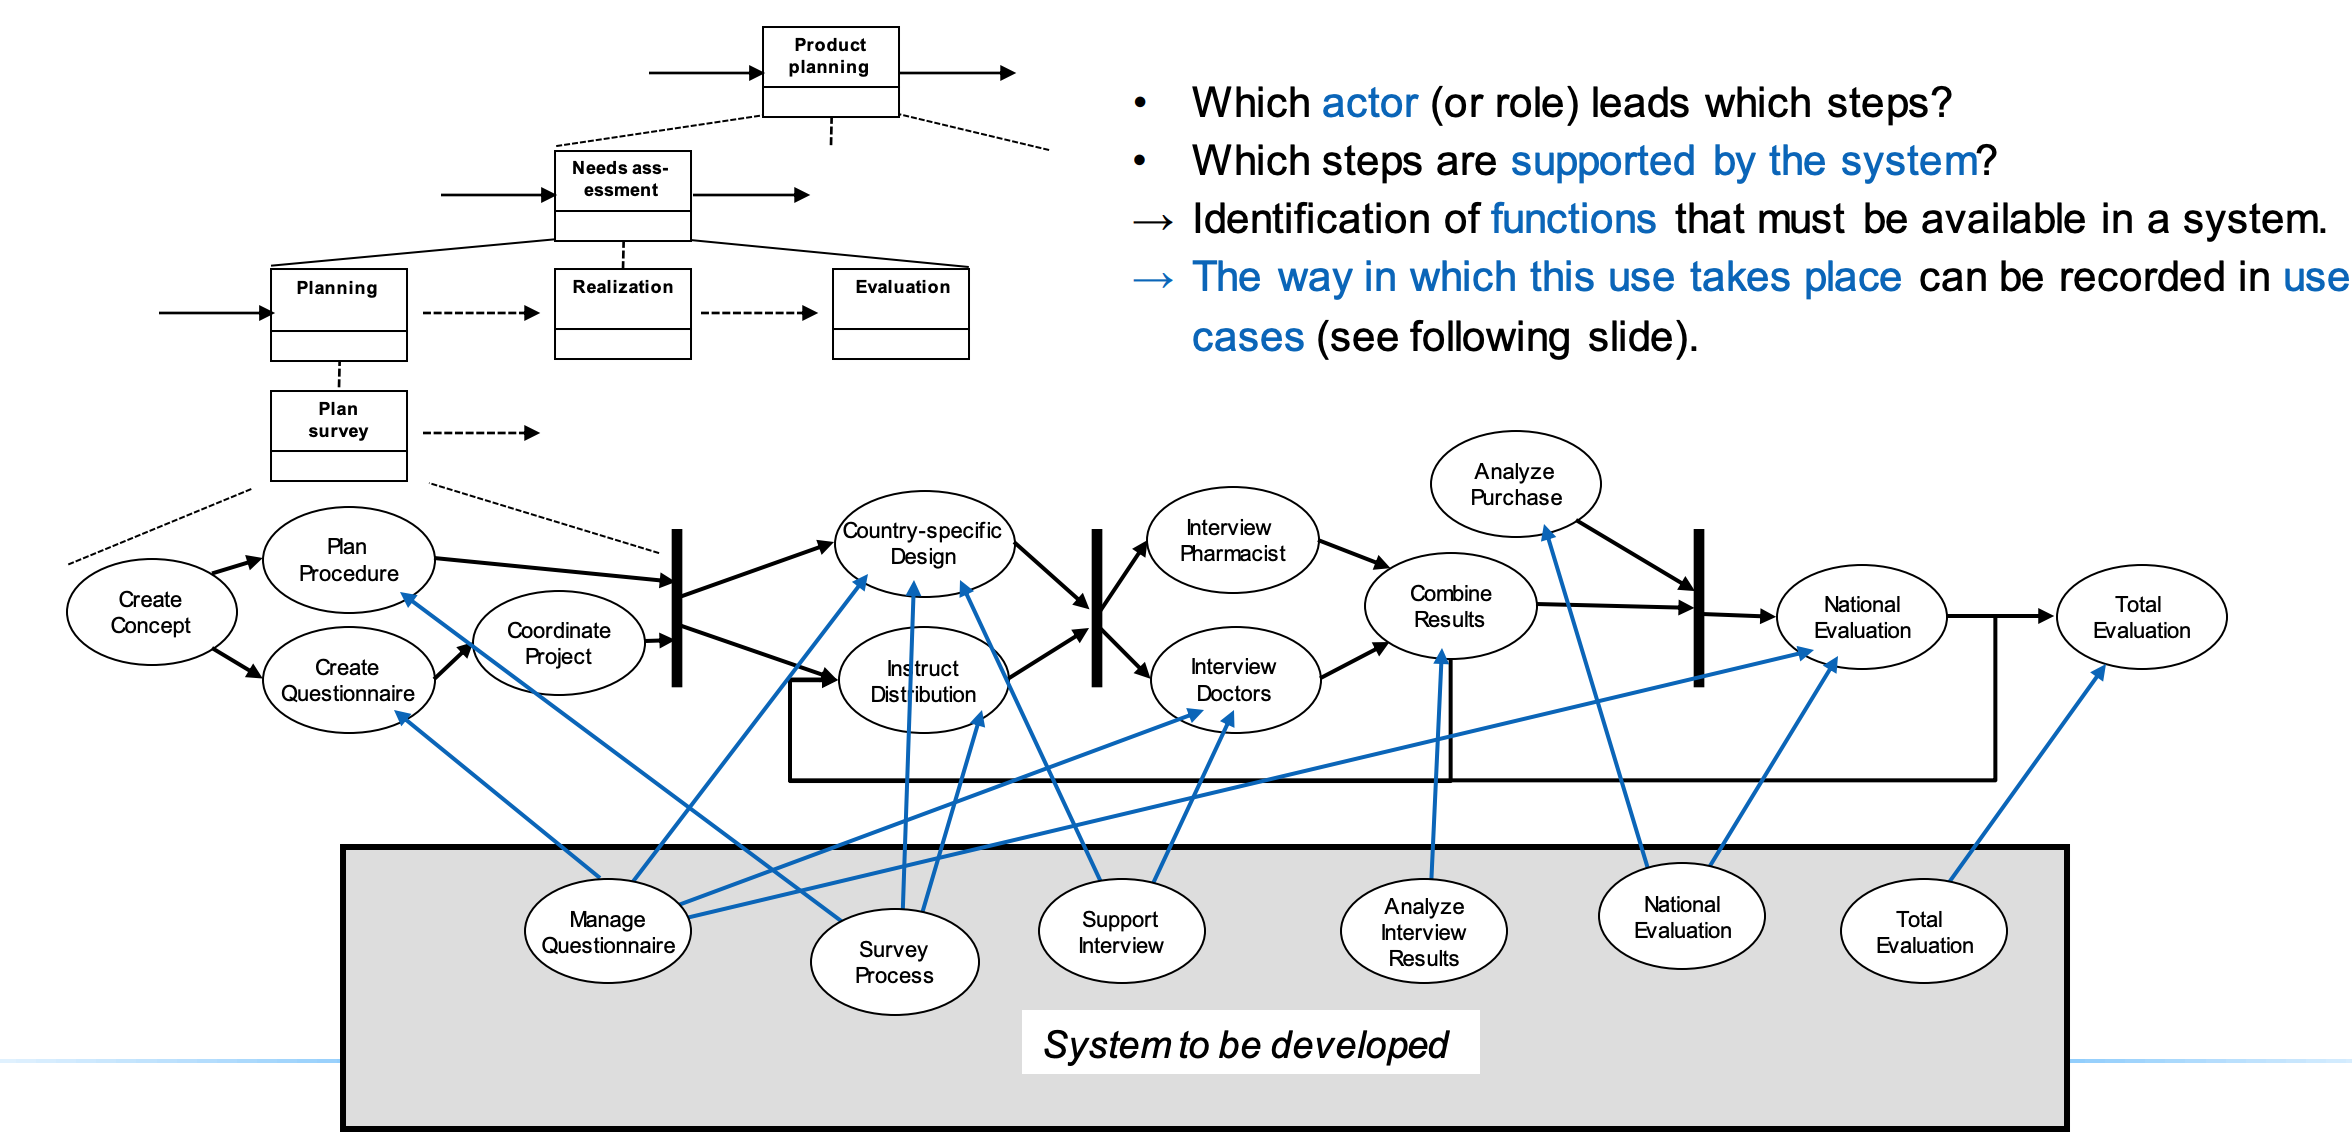 Product
planning
Needs ass-
essment
Planning
Realization
Evaluation
Plan
survey
• Which actor (or role) leads which steps?
• Which steps are supported by the system?
→ Identification of functions that must be available in a system.
→ The way in which this use takes place can be recorded in use
cases (see following slide).
Create
Concept
Plan
Procedure
Create
Questionnaire
Coordinate
Project
Country-specific
Design
Instruct
Distribution
Interview
Pharmacist
Interview
Doctors
Combine
Results
Analyze
Purchase
National
Evaluation
Total
Evaluation
Manage
Questionnaire
Survey
Process
Support
Interview
Analyze
Interview
Results
National
Evaluation
Total
Evaluation
System to be developed